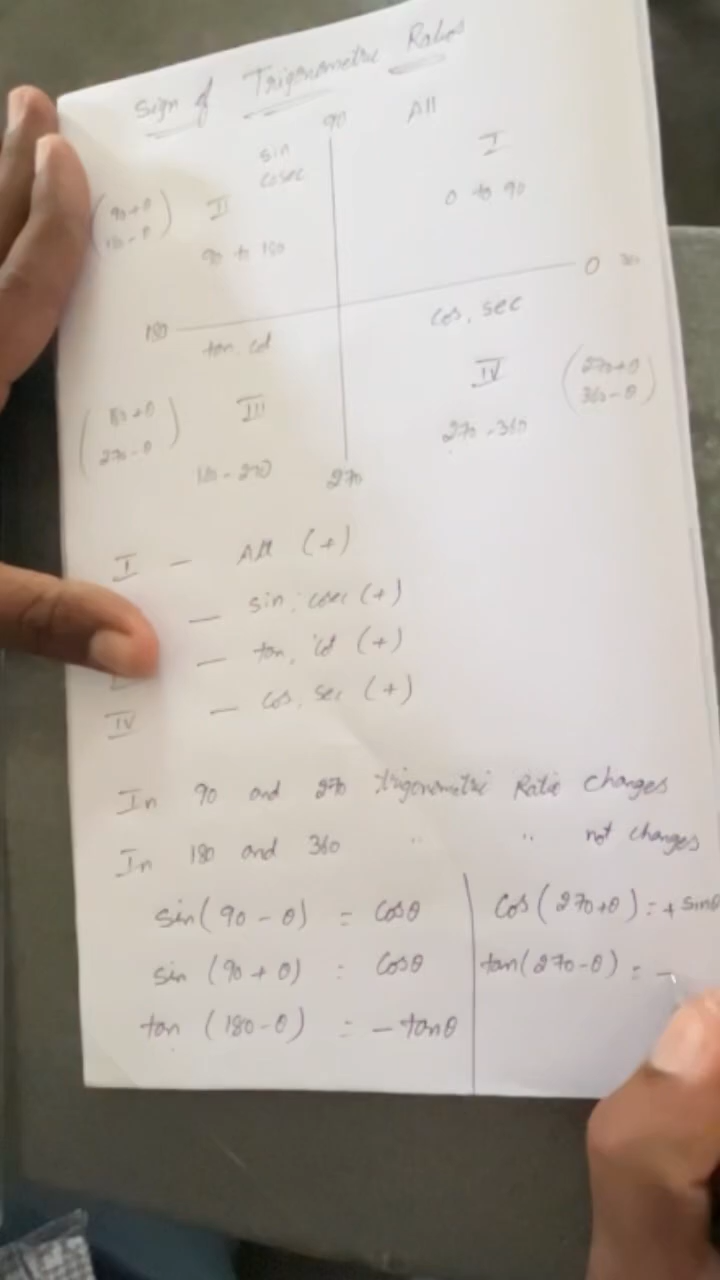 Sign of Trigonometric Ratios
90 All
sin
cosec
I
(90+θ
180-θ) II
0 to 90
90 to 180
0 360
180
tan, cot
cos, sec
IV (270+θ
360-θ)
(180+θ
270-θ) III
270-360
180-270
270
I — All (+)
— sin, cosec (+)
— tan, cot (+)
IV — cos, sec (+)
In 90 and 270 trigonometric Ratio changes
In 180 and 360 " " not changes
sin(90-θ) = cosθ
sin (90+θ) = cosθ
tan (180-θ) = -tanθ
cos(270+θ) = + sinθ
tan(270-θ) = -